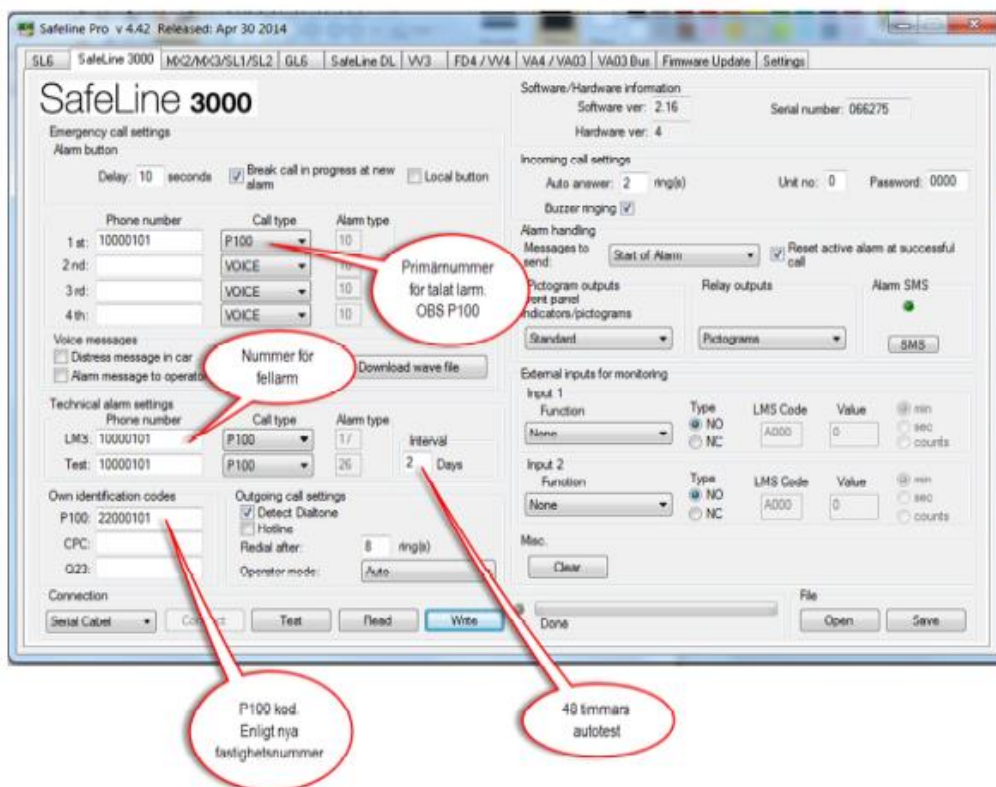 Safeline Pro v 4.42 Released: Apr 30 2014
SL6 SafeLine 3000 MX2/MX3/SL1/SL2 GL6 SafeLine DL VV3 FD4 / VV4 VA4 / VA03 VA03 Bus Firmware Update Settings
SafeLine 3000
Emergency call settings
Alarm button
Delay: 10 seconds
Break call in progress at new alarm
Local button
Phone number Call type Alarm type
1 st: 10000101 P100 10
2 nd: VOICE 10
3 rd: VOICE 10
4 th: VOICE 10
Primärnummer
för talat larm.
OBS P100
Voice messages
Distress message in car
Alarm message to operator
Download wave file
Nummer för
fellarm
Technical alarm settings
Phone number Call type Alarm type
LMS: 10000101 P100 17
Test: 10000101 P100 26
Interval
2 Days
Own identification codes
P100: 22000101
CPC:
Q23:
Outgoing call settings
Detect Dialtone
Hotline
Redial after: 8 ring(s)
Operator mode: Auto
Connection
Serial Cabel Test Read Write
Software/Hardware information
Software ver: 2.16 Serial number: 066275
Hardware ver: 4
Incoming call settings
Auto answer: 2 ring(s) Unit no: 0 Password: 0000
Buzzer ringing
Alarm handling
Messages to send: Start of Alarm
Reset active alarm at successful call
Pictogram outputs
indicators/pictograms
Standard
Relay outputs
Pictograms
Alarm SMS
SMS
External inputs for monitoring
Input 1
Function Type LMS Code Value
None NO NC A000 0 min sec counts
Input 2
Function Type LMS Code Value
None NO NC A000 0 min sec counts
Misc.
Clear
Done
File
Open Save
P100 kod.
Enligt nya
fastighetsnummer
48 timmara
autotest